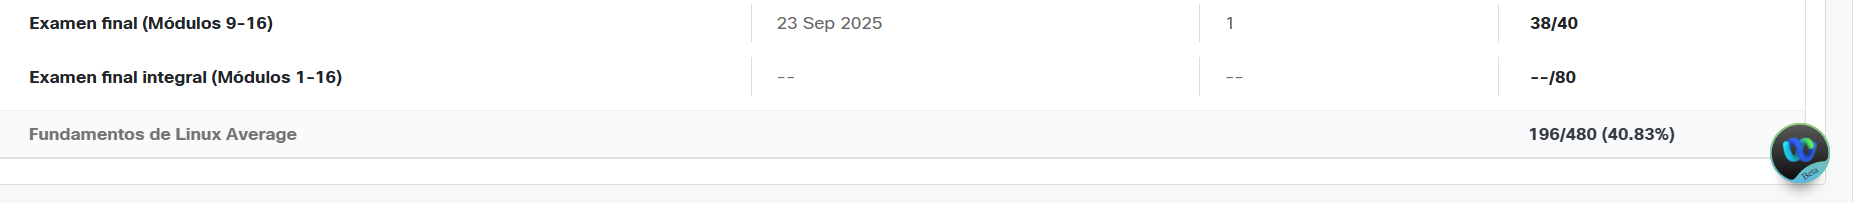 Examen final (Módulos 9-16) 23 Sep 2025 1 38/40
Examen final integral (Módulos 1-16) -- -- --/80
Fundamentos de Linux Average 196/480 (40.83%)
Beta